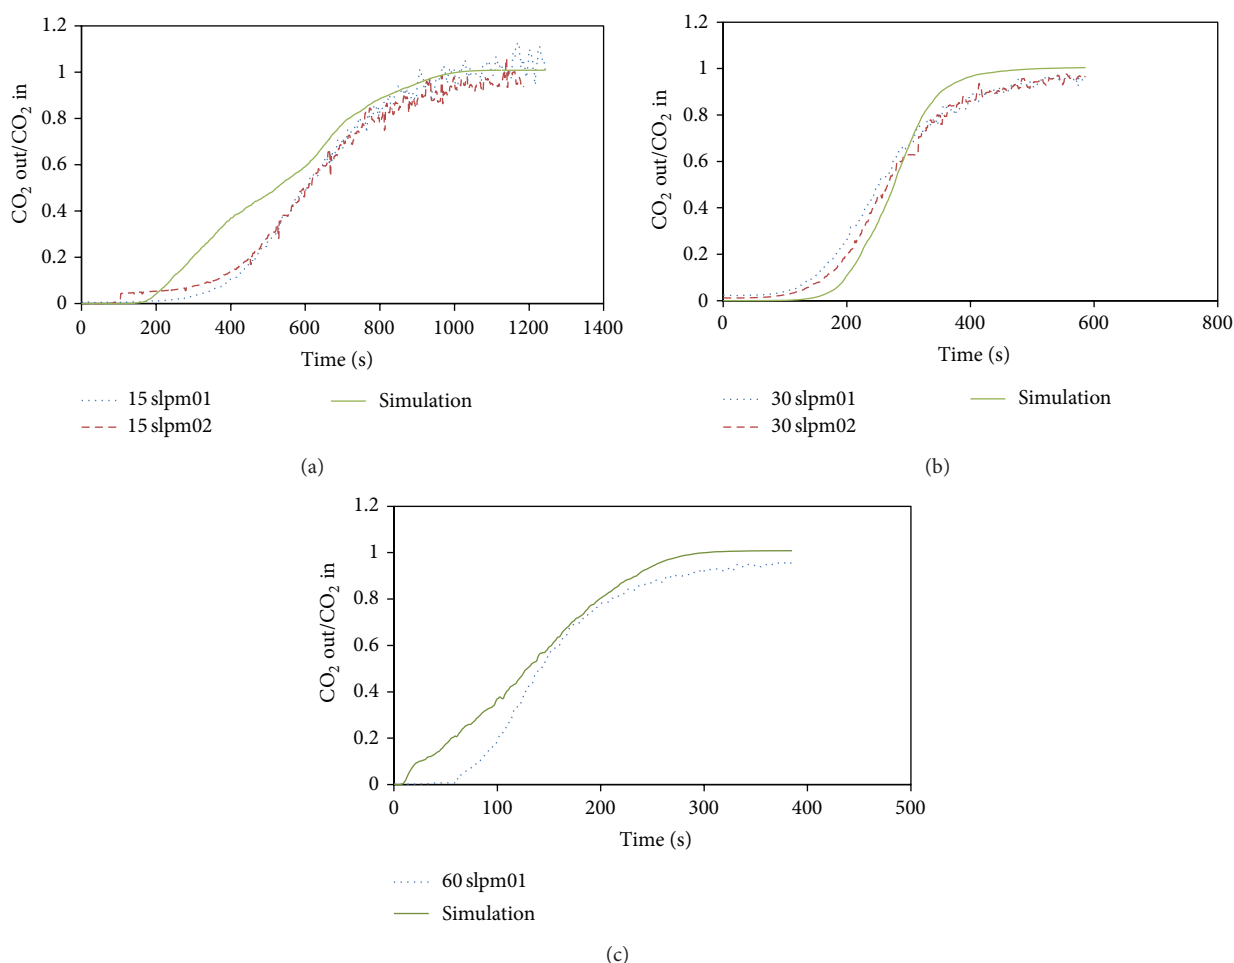 1.2
1
0.8
0.6
0.4
0.2
0
CO₂ out/CO₂ in
0 200 400 600 800 1000 1200 1400
Time (s)
15 slpm01 Simulation
15 slpm02
(a)
1.2
1
0.8
0.6
0.4
0.2
0
CO₂ out/CO₂ in
0 200 400 600 800
Time (s)
30 slpm01 Simulation
30 slpm02
(b)
1.2
1
0.8
0.6
0.4
0.2
0
CO₂ out/CO₂ in
0 100 200 300 400 500
Time (s)
60 slpm01
Simulation
(c)